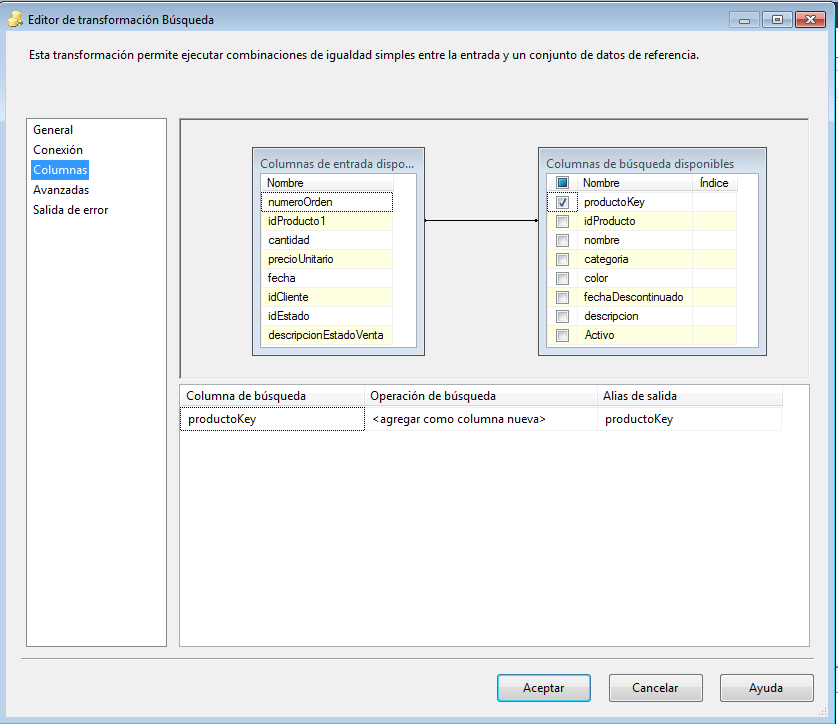 Editor de transformación Búsqueda
Esta transformación permite ejecutar combinaciones de igualdad simples entre la entrada y un conjunto de datos de referencia.
General
Conexión
Columnas
Avanzadas
Salida de error
Columnas de entrada dispo...
Nombre
numeroOrden
idProducto1
cantidad
precioUnitario
fecha
idCliente
idEstado
descripcionEstadoVenta
Columnas de búsqueda disponibles
Nombre Índice
productoKey
idProducto
nombre
categoria
color
fechaDescontinuado
descripcion
Activo
Columna de búsqueda Operación de búsqueda Alias de salida
productoKey <agregar como columna nueva> productoKey
Aceptar Cancelar Ayuda